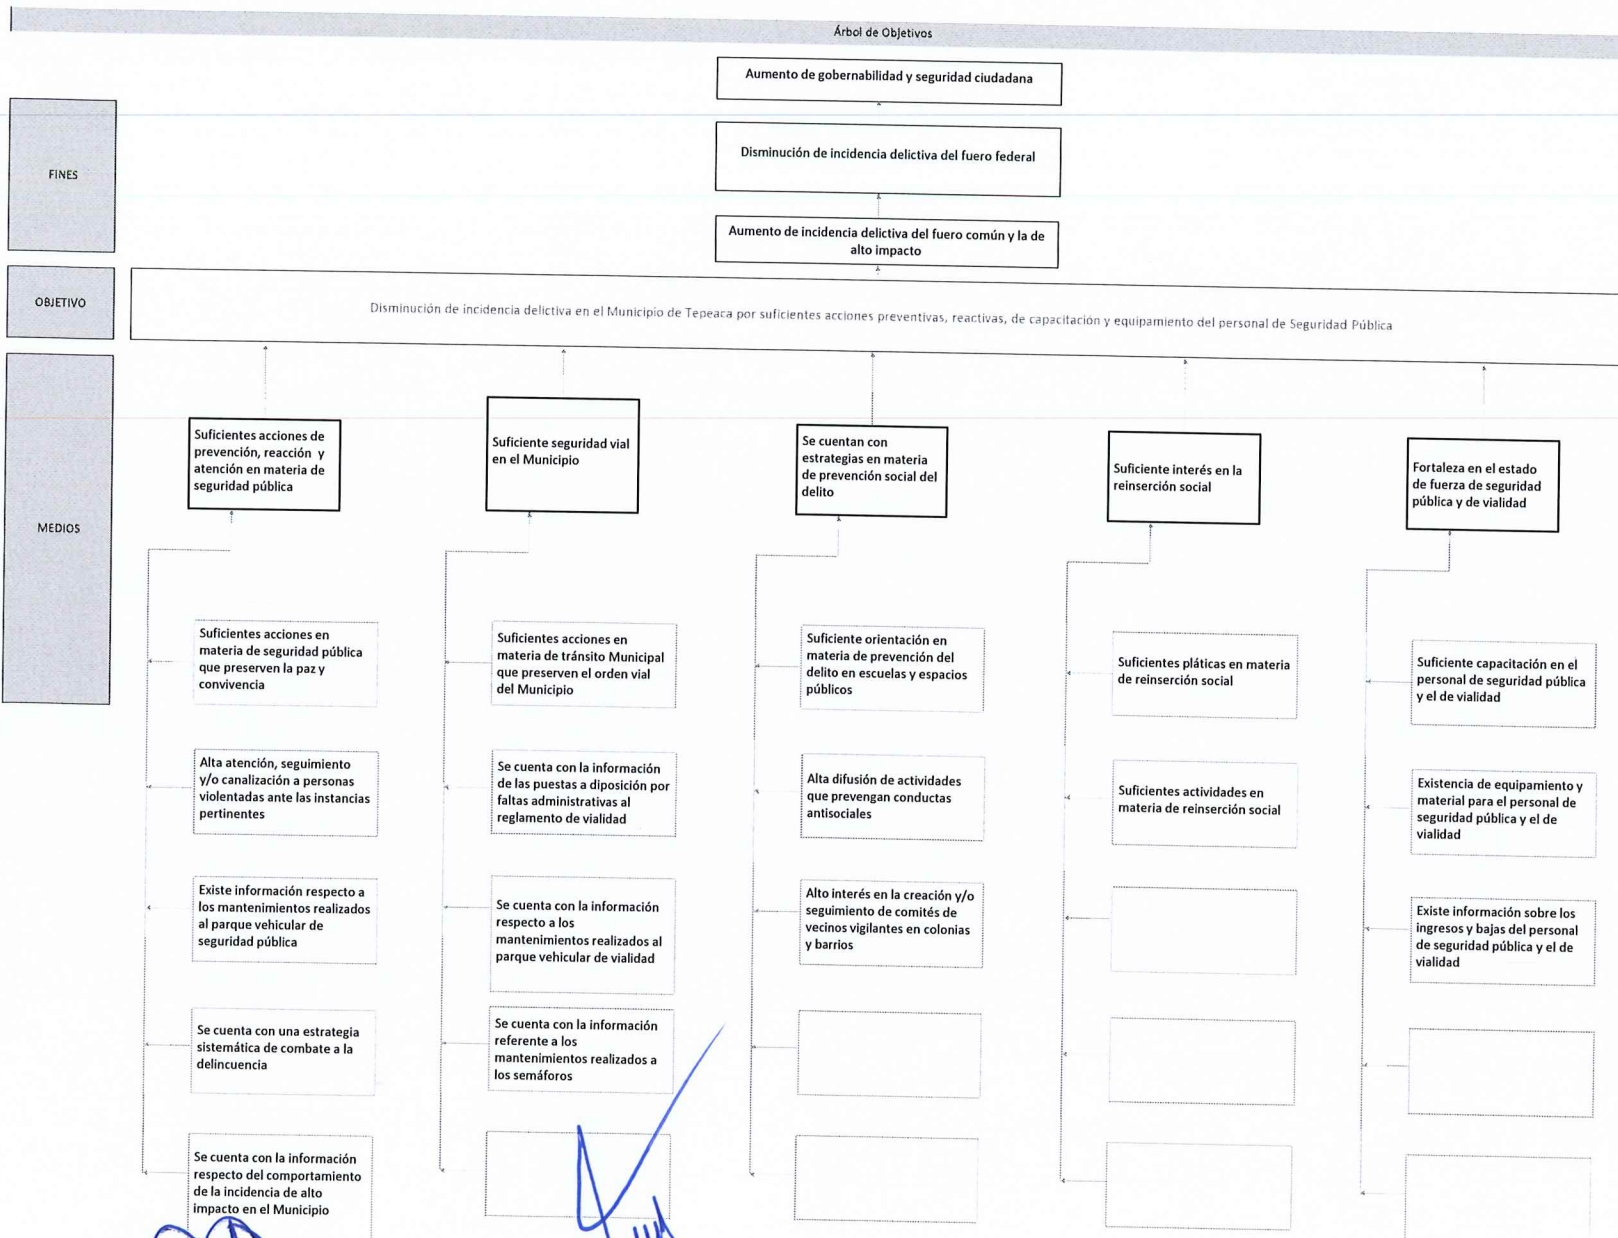 Árbol de Objetivos
Aumento de gobernabilidad y seguridad ciudadana
FINES
Disminución de incidencia delictiva del fuero federal
Aumento de incidencia delictiva del fuero común y la de
alto impacto
OBJETIVO
Disminución de incidencia delictiva en el Municipio de Tepeaca por suficientes acciones preventivas, reactivas, de capacitación y equipamiento del personal de Seguridad Pública
MEDIOS
Suficientes acciones de
prevención, reacción y
atención en materia de
seguridad pública
Suficiente seguridad vial
en el Municipio
Se cuentan con
estrategias en materia
de prevención social del
delito
Suficiente interés en la
reinserción social
Fortaleza en el estado
de fuerza de seguridad
pública y de vialidad
Suficientes acciones en
materia de seguridad pública
que preserven la paz y
convivencia
Suficientes acciones en
materia de tránsito Municipal
que preserven el orden vial
del Municipio
Suficiente orientación en
materia de prevención del
delito en escuelas y espacios
públicos
Suficientes pláticas en materia
de reinserción social
Suficiente capacitación en el
personal de seguridad pública
y el de vialidad
Alta atención, seguimiento
y/o canalización a personas
violentadas ante las instancias
pertinentes
Se cuenta con la información
de las puestas a disposición por
faltas administrativas al
reglamento de vialidad
Alta difusión de actividades
que prevengan conductas
antisociales
Suficientes actividades en
materia de reinserción social
Existencia de equipamiento y
material para el personal de
seguridad pública y el de
vialidad
Existe información respecto a
los mantenimientos realizados
al parque vehicular de
seguridad pública
Se cuenta con la información
respecto a los
mantenimientos realizados al
parque vehicular de vialidad
Alto interés en la creación y/o
seguimiento de comités de
vecinos vigilantes en colonias
y barrios
Existe información sobre los
ingresos y bajas del personal
de seguridad pública y el de
vialidad
Se cuenta con una estrategia
sistemática de combate a la
delincuencia
Se cuenta con la información
referente a los
mantenimientos realizados a
los semáforos
Se cuenta con la información
respecto del comportamiento
de la incidencia de alto
impacto en el Municipio